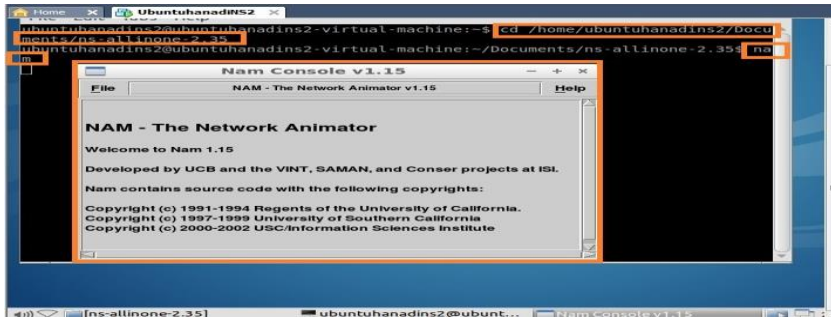 Home × UbuntuhanadiNS2 ×
File Edit Tabs Help
ubuntuhanadins2@ubuntuhanadins2-virtual-machine:~$ cd /home/ubuntuhanadins2/Docu
ments/ns-allinone-2.35
ubuntuhanadins2@ubuntuhanadins2-virtual-machine:~/Documents/ns-allinone-2.35$ na
m
Nam Console v1.15 – + ×
File NAM - The Network Animator v1.15 Help
NAM - The Network Animator
Welcome to Nam 1.15
Developed by UCB and the VINT, SAMAN, and Conser projects at ISI.
Nam contains source code with the following copyrights:
Copyright (c) 1991-1994 Regents of the University of California.
Copyright (c) 1997-1999 University of Southern California
Copyright (c) 2000-2002 USC/Information Sciences Institute
[ns-allinone-2.35] ubuntuhanadins2@ubunt... Nam Console v1.15